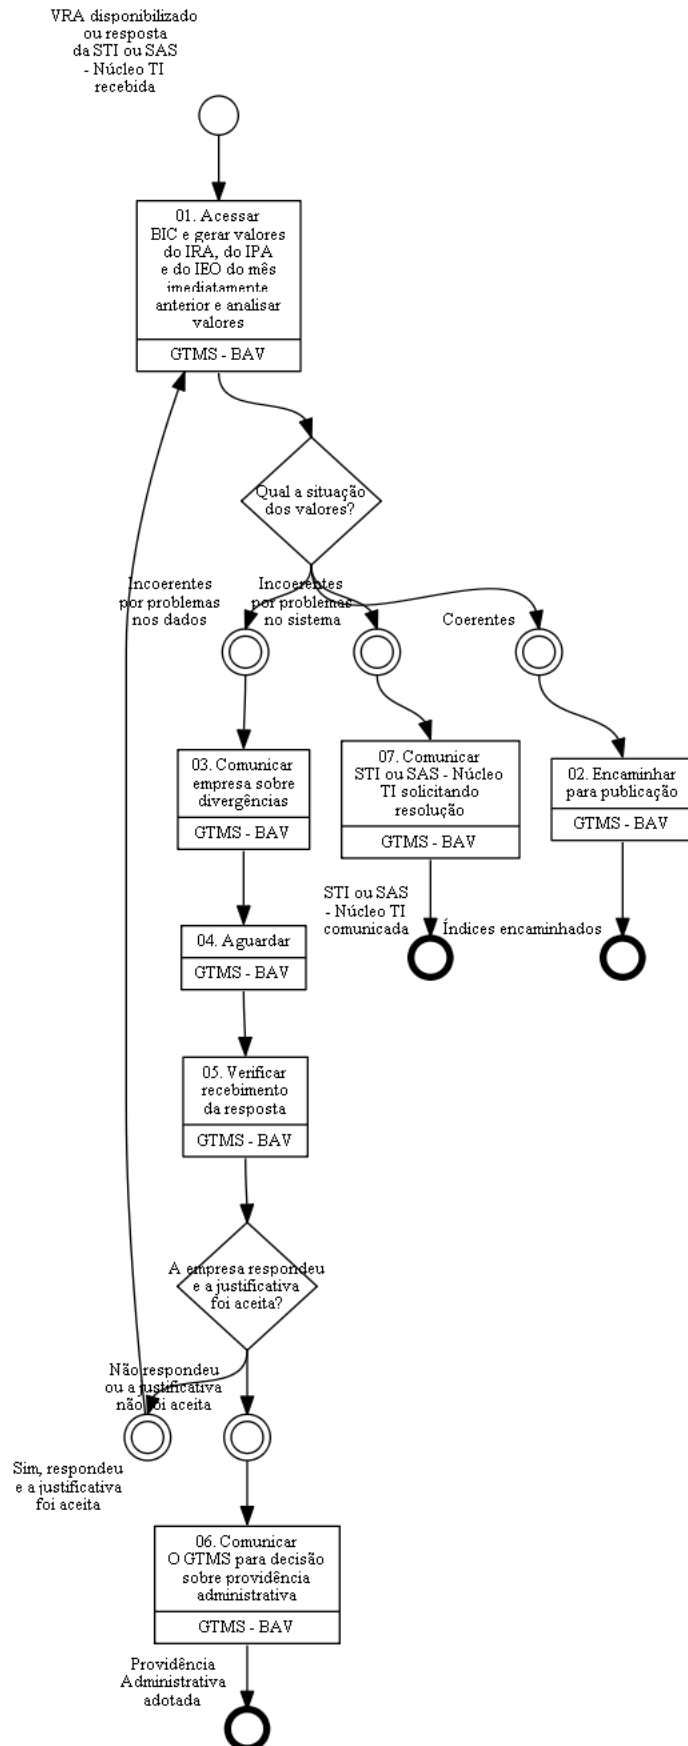 VRA disponibilizado
ou resposta
da STI ou SAS
- Núcleo TI
recebida
01. Acessar
BIC e gerar valores
do IRA, do IPA
e do IEO do mês
imediatamente
anterior e analisar
valores
GTMS - BAV
Qual a situação
dos valores?
Incoerentes
por problemas
nos dados
Incoerentes
por problemas
no sistema
Coerentes
03. Comunicar
empresa sobre
divergências
GTMS - BAV
07. Comunicar
STI ou SAS - Núcleo
TI solicitando
resolução
GTMS - BAV
02. Encaminhar
para publicação
GTMS - BAV
STI ou SAS
- Núcleo TI
comunicada
Índices encaminhados
04. Aguardar
GTMS - BAV
05. Verificar
recebimento
da resposta
GTMS - BAV
A empresa respondeu
e a justificativa
foi aceita?
Não respondeu
ou a justificativa
não foi aceita
Sim, respondeu
e a justificativa
foi aceita
06. Comunicar
O GTMS para decisão
sobre providência
administrativa
GTMS - BAV
Providência
Administrativa
adotada